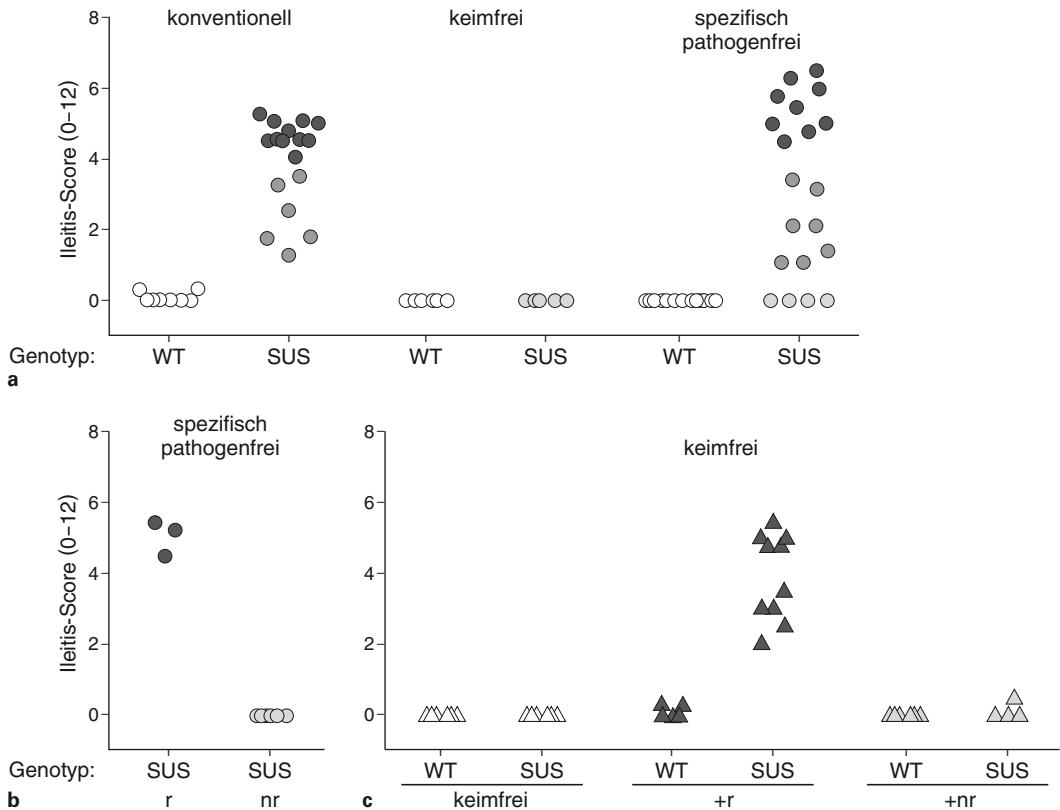 konventionell
keimfrei
spezifisch
pathogenfrei
Ileitis-Score (0–12)
8
6
4
2
0
Genotyp:
WT
SUS
WT
SUS
WT
SUS
a
spezifisch
pathogenfrei
Ileitis-Score (0–12)
8
6
4
2
0
Genotyp:
SUS
SUS
b
r
nr
keimfrei
8
6
4
2
0
WT
SUS
WT
SUS
WT
SUS
c
keimfrei
+r
+nr